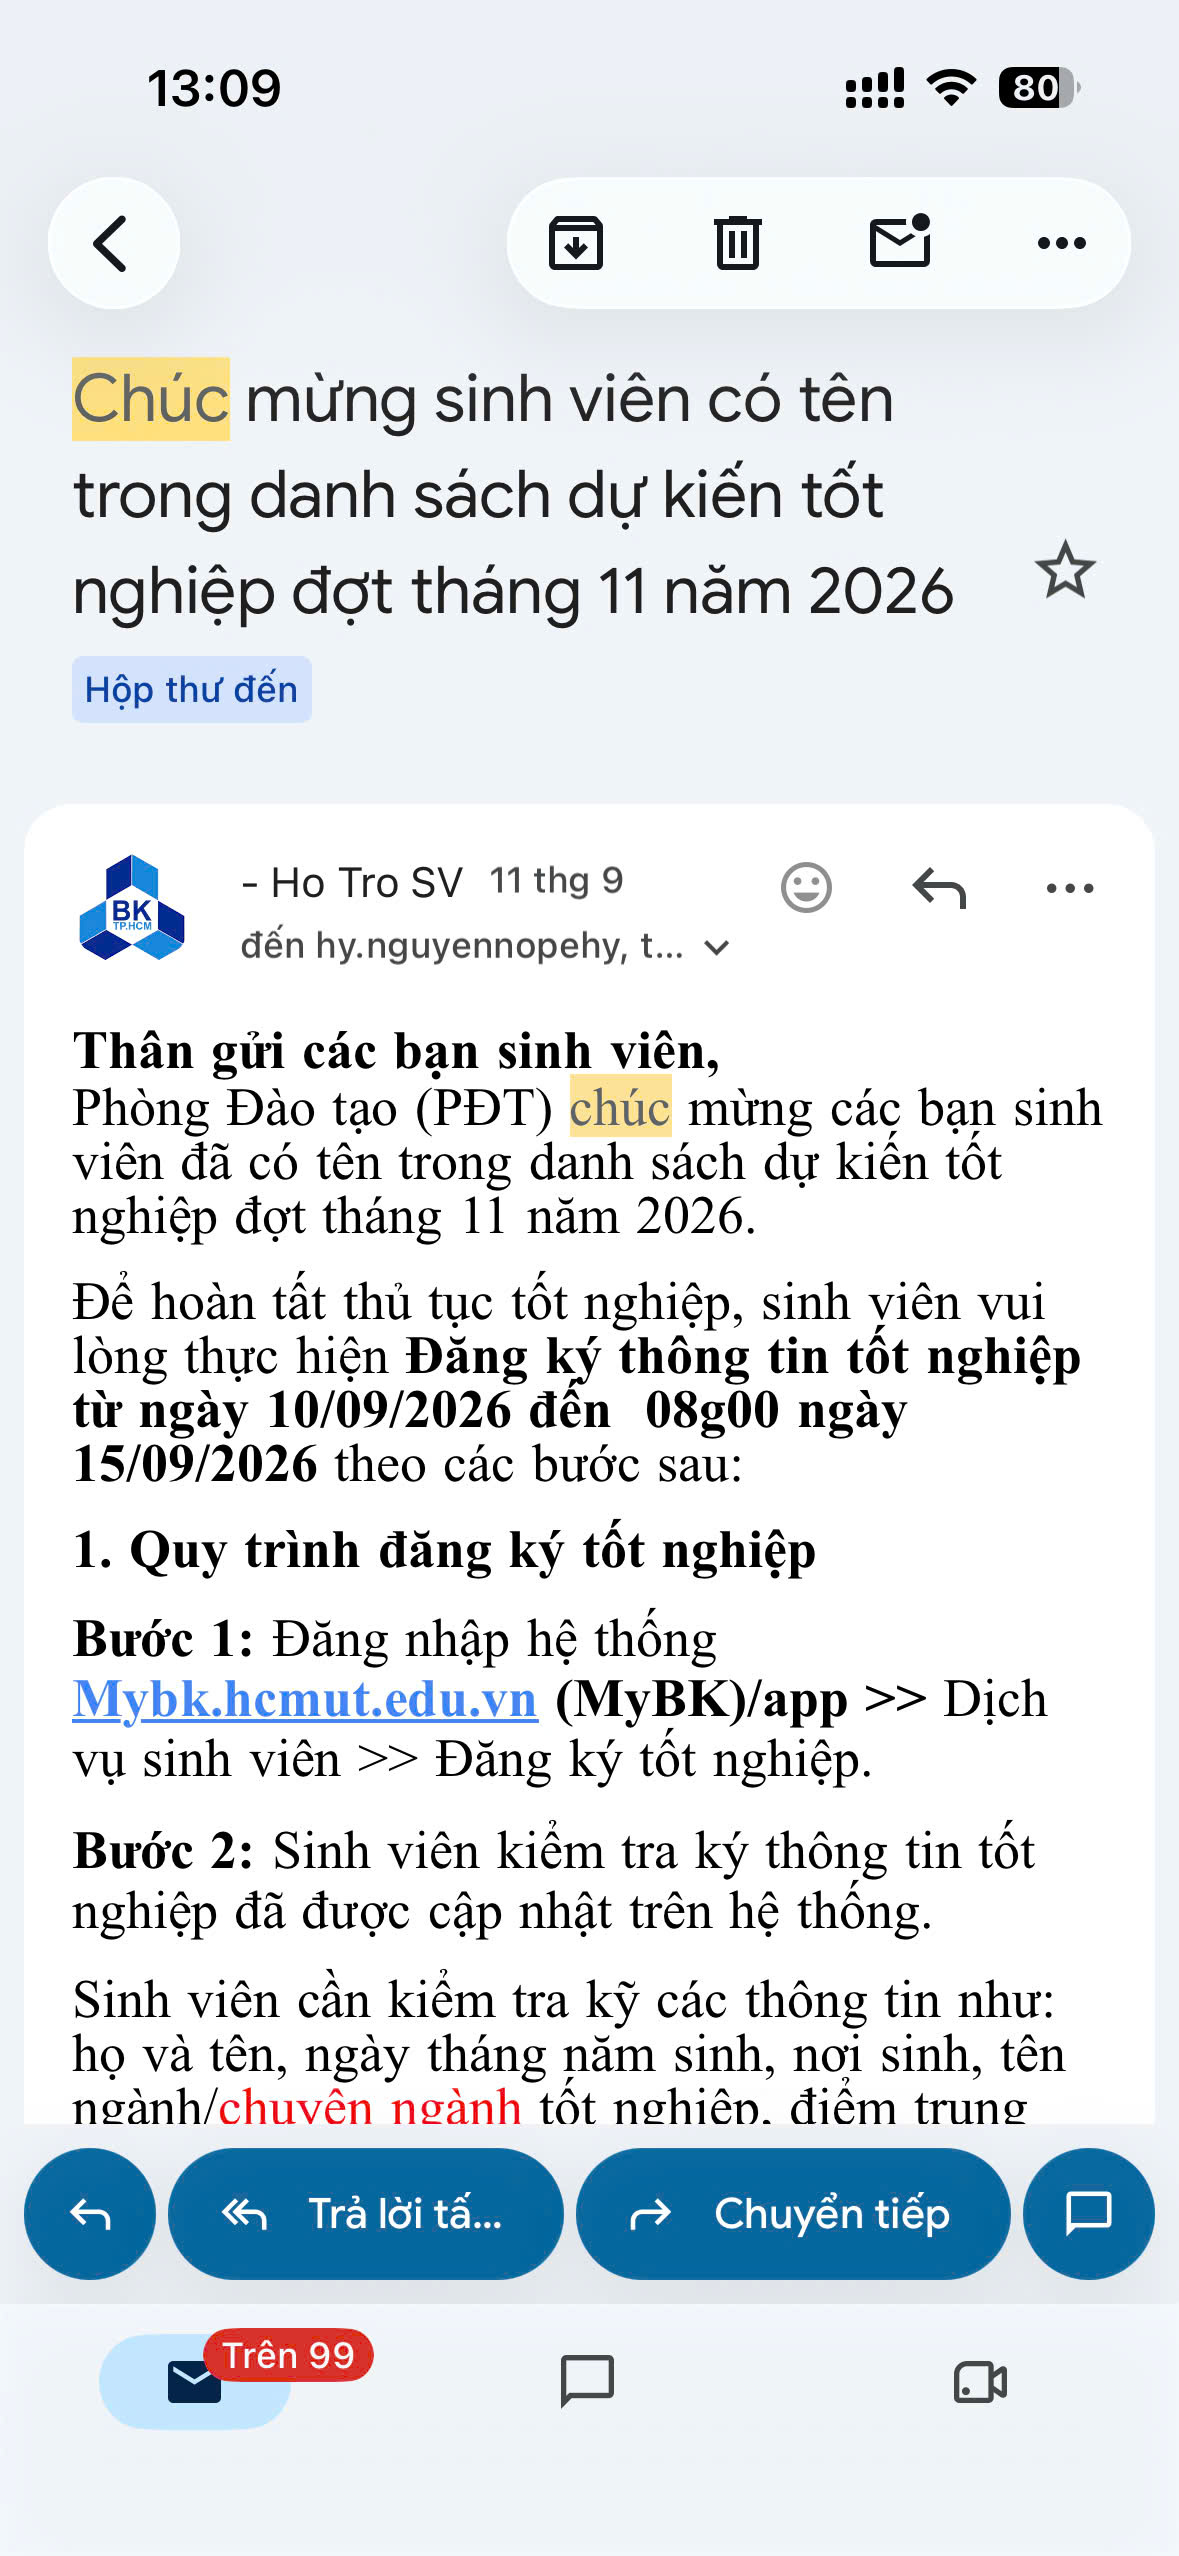 13:09
80
Chúc mừng sinh viên có tên
trong danh sách dự kiến tốt
nghiệp đợt tháng 11 năm 2026
Hộp thư đến
BK
TP.HCM
- Ho Tro SV 11 thg 9
đến hy.nguyennopehy, t...
Thân gửi các bạn sinh viên,
Phòng Đào tạo (PĐT) chúc mừng các bạn sinh
viên đã có tên trong danh sách dự kiến tốt
nghiệp đợt tháng 11 năm 2026.
Để hoàn tất thủ tục tốt nghiệp, sinh viên vui
lòng thực hiện Đăng ký thông tin tốt nghiệp
từ ngày 10/09/2026 đến 08g00 ngày
15/09/2026 theo các bước sau:
1. Quy trình đăng ký tốt nghiệp
Bước 1: Đăng nhập hệ thống
Mybk.hcmut.edu.vn (MyBK)/app >> Dịch
vụ sinh viên >> Đăng ký tốt nghiệp.
Bước 2: Sinh viên kiểm tra ký thông tin tốt
nghiệp đã được cập nhật trên hệ thống.
Sinh viên cần kiểm tra kỹ các thông tin như:
họ và tên, ngày tháng năm sinh, nơi sinh, tên
ngành/chuyên ngành tốt nghiệp, điểm trung
Trả lời tấ...
Chuyển tiếp
Trên 99